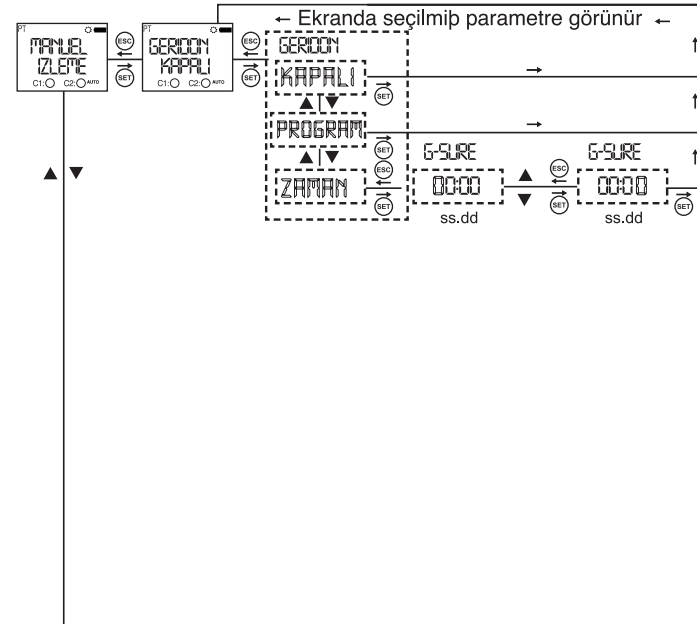 ← Ekranda seçilmiþ parametre görünür ←
PT
MANUEL
IZLEME
C1: C2: AUTO
ESC
SET
PT
GERIDON
KAPALI
C1: C2: AUTO
ESC
SET
GERIDON
KAPALI
SET
PROGRAM
SET
ESC
ZAMAN
SET
G-SURE
00:00
ss.dd
ESC
SET
G-SURE
00:00
ss.dd
SET